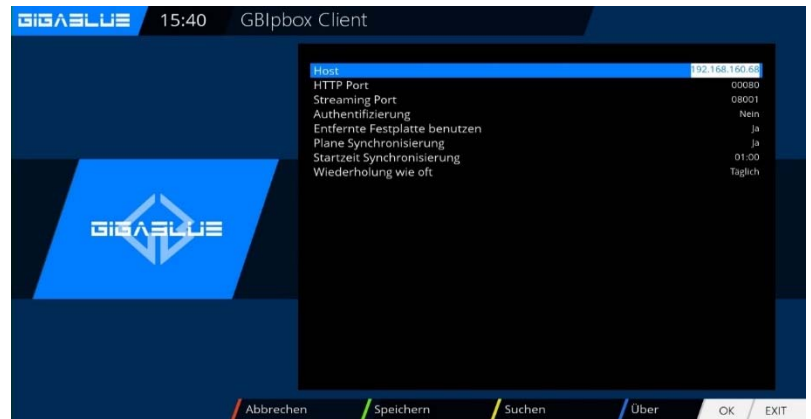 GIGABLUE 15:40 GBIpbox Client
Host 192.168.160.68
HTTP Port 00080
Streaming Port 08001
Authentifizierung Nein
Entfernte Festplatte benutzen Ja
Plane Synchronisierung Ja
Startzeit Synchronisierung 01:00
Wiederholung wie oft Täglich
GIGABLUE
Abbrechen Speichern Suchen Über OK EXIT